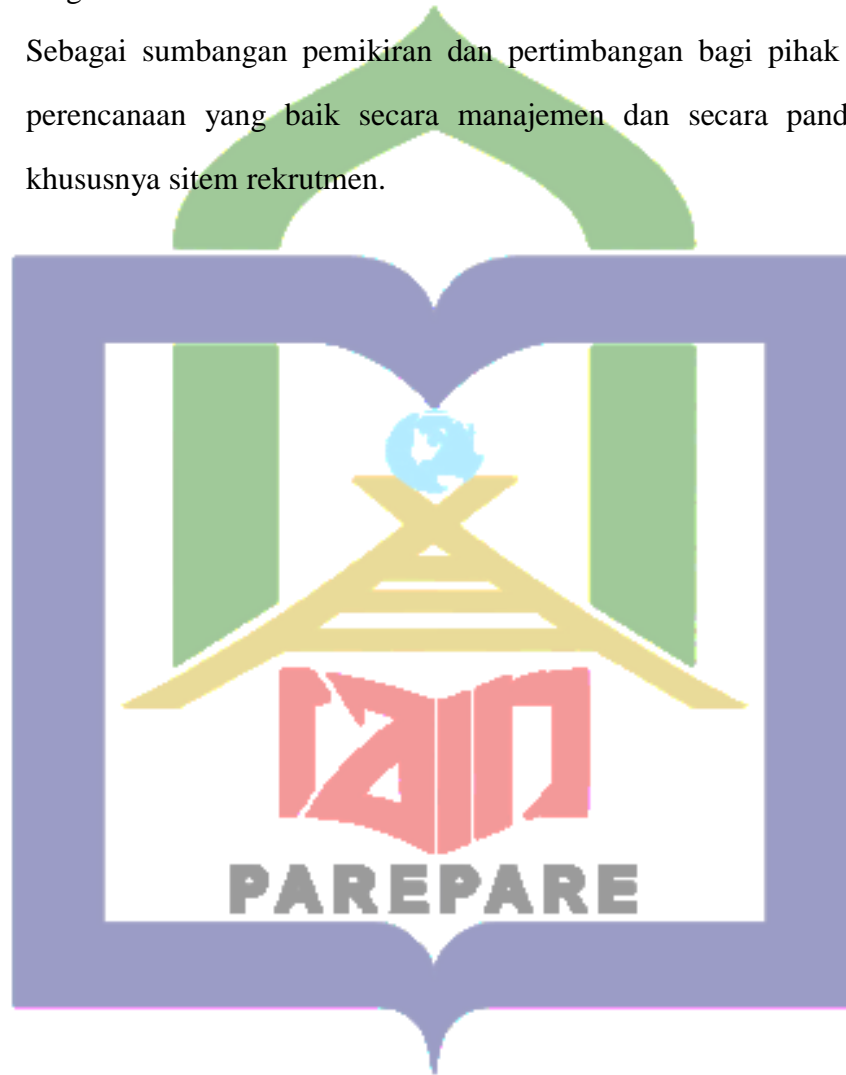 Sebagai sumbangan pemikiran dan pertimbangan bagi pihak
perencanaan yang baik secara manajemen dan secara pand
khususnya sitem rekrutmen.
iain
PAREPARE